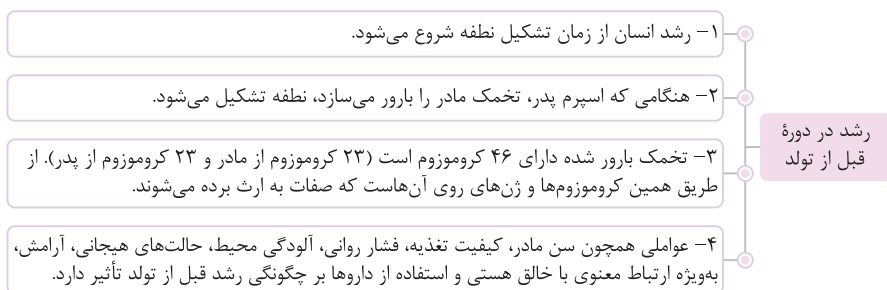 رشد در دورهٔ
قبل از تولد
۱– رشد انسان از زمان تشکیل نطفه شروع می‌شود.
۲– هنگامی که اسپرم پدر، تخمک مادر را بارور می‌سازد، نطفه تشکیل می‌شود.
۳– تخمک بارور شده دارای ۴۶ کروموزوم است (۲۳ کروموزوم از مادر و ۲۳ کروموزوم از پدر). از
طریق همین کروموزوم‌ها و ژن‌های روی آن‌هاست که صفات به ارث برده می‌شوند.
۴– عواملی همچون سن مادر، کیفیت تغذیه، فشار روانی، آلودگی محیط، حالت‌های هیجانی، آرامش،
به‌ویژه ارتباط معنوی با خالق هستی و استفاده از داروها بر چگونگی رشد قبل از تولد تأثیر دارد.